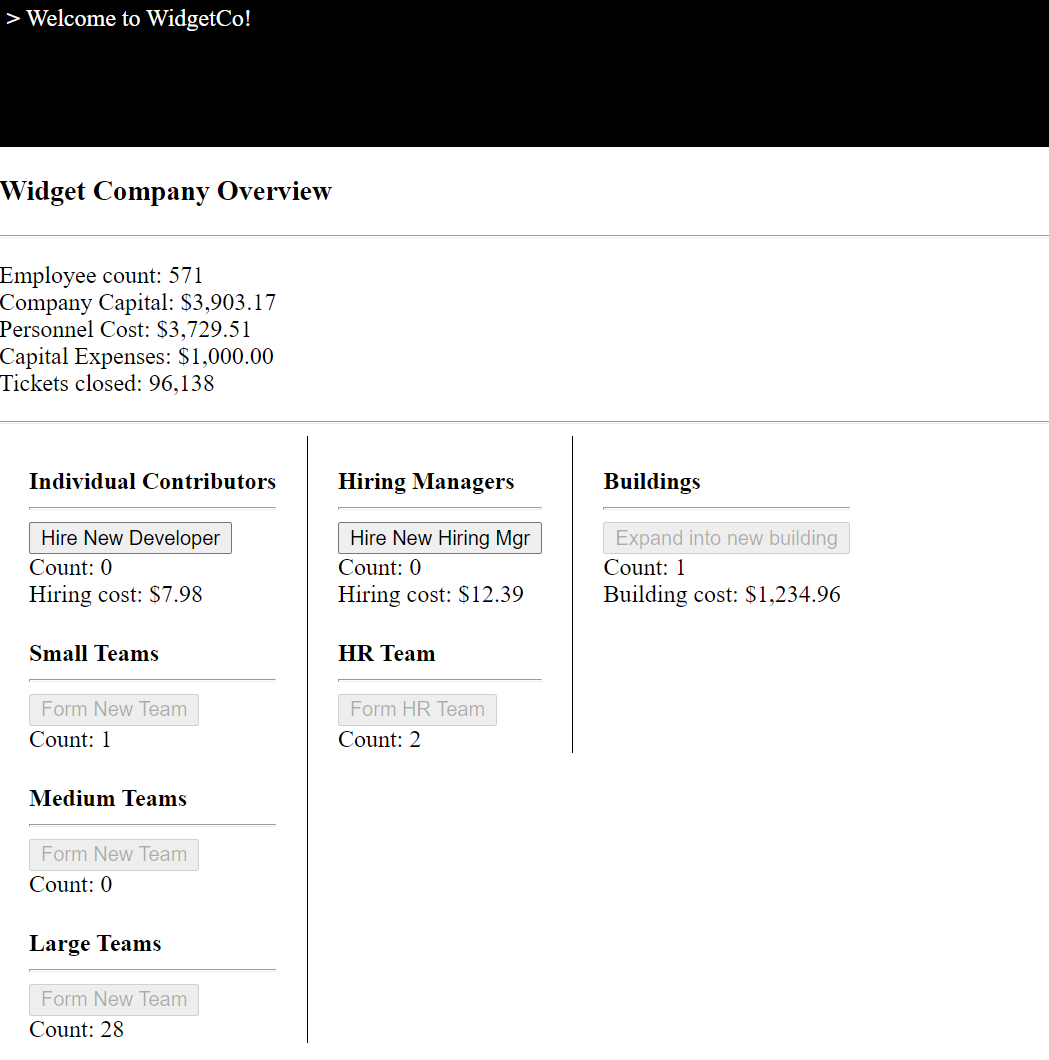 > Welcome to WidgetCo!
Widget Company Overview
Employee count: 571
Company Capital: $3,903.17
Personnel Cost: $3,729.51
Capital Expenses: $1,000.00
Tickets closed: 96,138
Individual Contributors
Hire New Developer
Count: 0
Hiring cost: $7.98
Small Teams
Form New Team
Count: 1
Medium Teams
Form New Team
Count: 0
Large Teams
Form New Team
Count: 28
Hiring Managers
Hire New Hiring Mgr
Count: 0
Hiring cost: $12.39
HR Team
Form HR Team
Count: 2
Buildings
Expand into new building
Count: 1
Building cost: $1,234.96